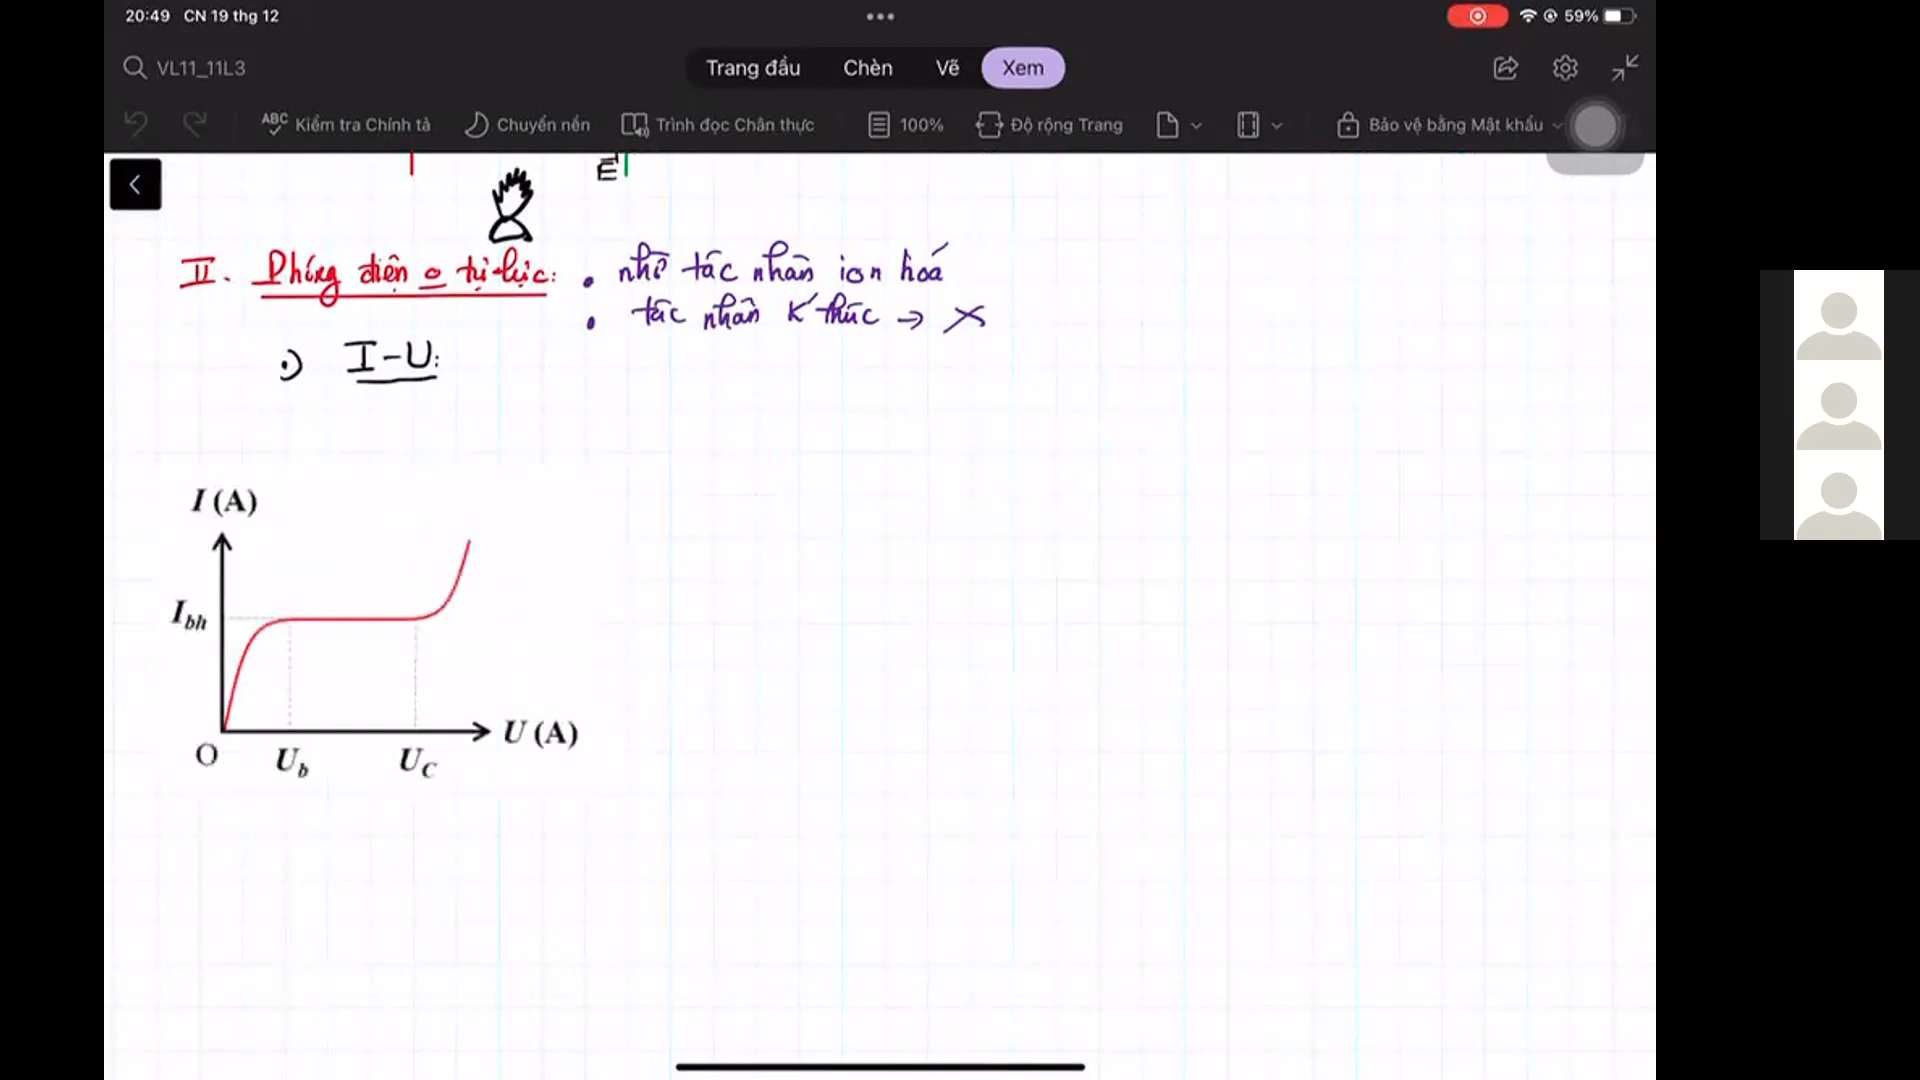 20:49 CN 19 thg 12
59%
VL11_11L3
Trang đầu Chèn Vẽ Xem
ABC Kiểm tra Chính tả Chuyển nền Trình đọc Chân thực 100% Độ rộng Trang Bảo vệ bằng Mật khẩu
E
II. Phóng điện o tự lực: • nhờ tác nhân ion hoá
• tác nhân K thúc → X
•) I-U:
I (A)
Ibh
U (A)
O Ub UC